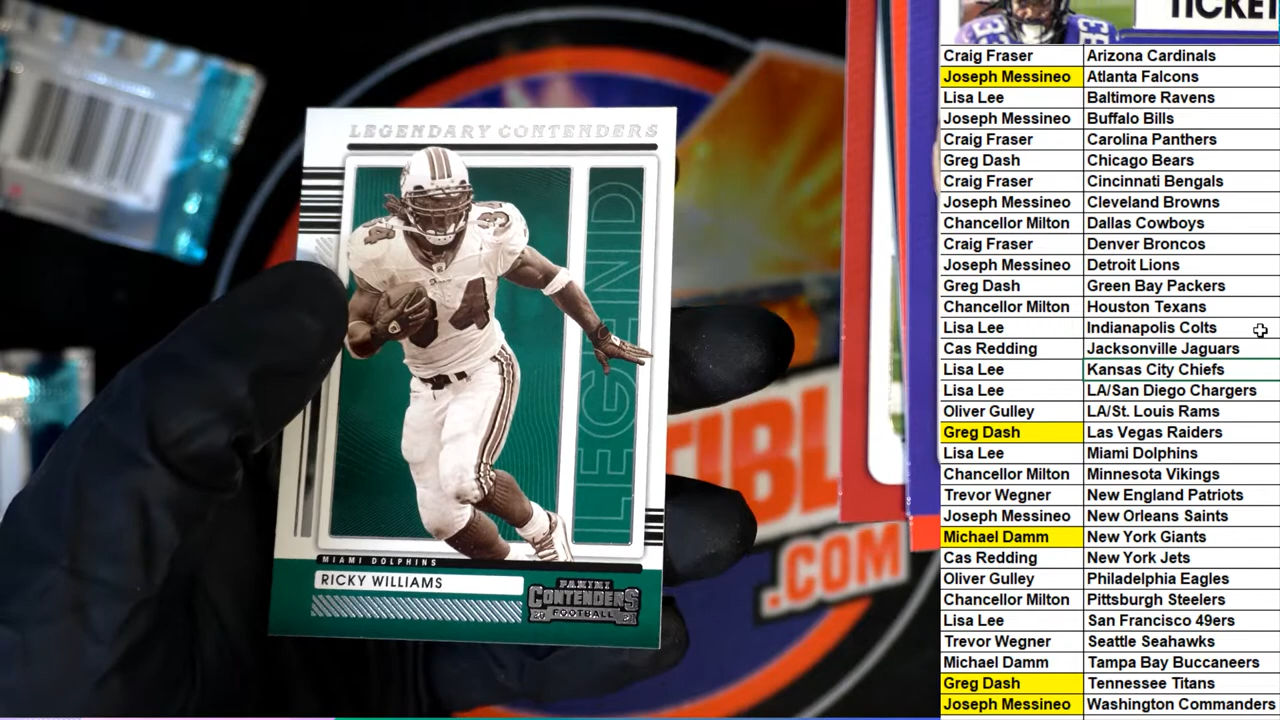 LEGENDARY CONTENDERS
34
34
LEGEND
MIAMI DOLPHINS
RICKY WILLIAMS
PANINI
CONTENDERS
FOOTBALL
TIBL
.COM
TICKET
Craig Fraser Arizona Cardinals
Joseph Messineo Atlanta Falcons
Lisa Lee Baltimore Ravens
Joseph Messineo Buffalo Bills
Craig Fraser Carolina Panthers
Greg Dash Chicago Bears
Craig Fraser Cincinnati Bengals
Joseph Messineo Cleveland Browns
Chancellor Milton Dallas Cowboys
Craig Fraser Denver Broncos
Joseph Messineo Detroit Lions
Greg Dash Green Bay Packers
Chancellor Milton Houston Texans
Lisa Lee Indianapolis Colts
Cas Redding Jacksonville Jaguars
Lisa Lee Kansas City Chiefs
Lisa Lee LA/San Diego Chargers
Oliver Gulley LA/St. Louis Rams
Greg Dash Las Vegas Raiders
Lisa Lee Miami Dolphins
Chancellor Milton Minnesota Vikings
Trevor Wegner New England Patriots
Joseph Messineo New Orleans Saints
Michael Damm New York Giants
Cas Redding New York Jets
Oliver Gulley Philadelphia Eagles
Chancellor Milton Pittsburgh Steelers
Lisa Lee San Francisco 49ers
Trevor Wegner Seattle Seahawks
Michael Damm Tampa Bay Buccaneers
Greg Dash Tennessee Titans
Joseph Messineo Washington Commanders